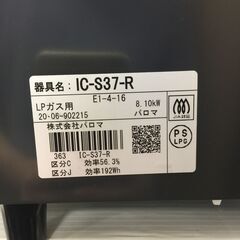 器具名: IC-S37-R
E1-4-16
LPガス用 8.10kW
20-06-902215 パロマ
株式会社パロマ
363 IC-S37-R
区分C 効率56.3%
区分J 効率192Wh
PS
LPG